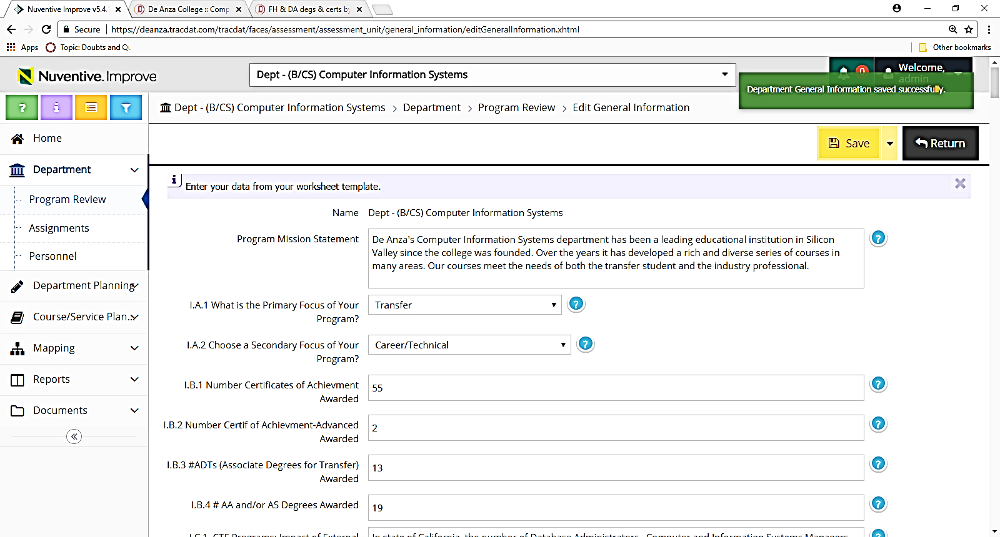 Nuventive Improve v5.4.
De Anza College :: Comp
FH & DA degs & certs by
Secure
https://deanza.tracdat.com/tracdat/faces/assessment/assessment_unit/general_information/editGeneralInformation.xhtml
Apps
Topic: Doubts and Qu
Other bookmarks
Nuventive.Improve
Dept - (B/CS) Computer Information Systems
0
Welcome,
admin
Department General Information saved successfully.
Dept - (B/CS) Computer Information Systems > Department > Program Review > Edit General Information
Home
Save
Return
Department
Enter your data from your worksheet template.
Program Review
Assignments
Personnel
Department Planning
Course/Service Plan...
Mapping
Reports
Documents
Name
Dept - (B/CS) Computer Information Systems
Program Mission Statement
De Anza's Computer Information Systems department has been a leading educational institution in Silicon
Valley since the college was founded. Over the years it has developed a rich and diverse series of courses in
many areas. Our courses meet the needs of both the transfer student and the industry professional.
I.A.1 What is the Primary Focus of Your
Program?
Transfer
I.A.2 Choose a Secondary Focus of Your
Program?
Career/Technical
I.B.1 Number Certificates of Achievment
Awarded
55
I.B.2 Number Certif of Achievment-Advanced
Awarded
2
I.B.3 #ADTs (Associate Degrees for Transfer)
Awarded
13
I.B.4 # AA and/or AS Degrees Awarded
19
I.C.1. CTE Programs: Impact of External
In state of California, the number of Database Administrators, Computer and Information Systems Managers,